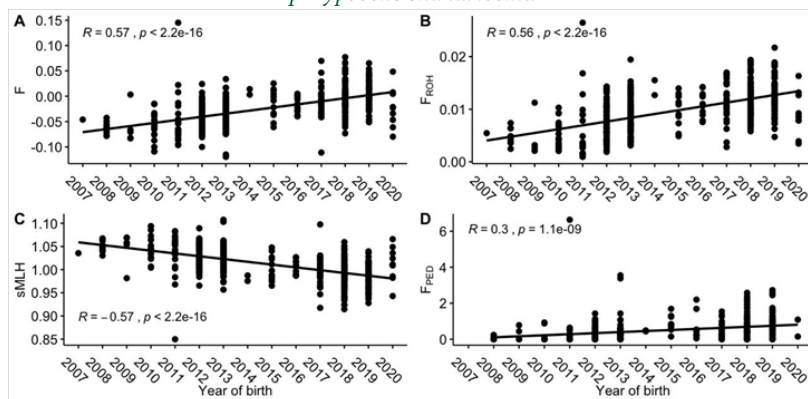 A
R = 0.57 , p < 2.2e-16
F
0.15
0.10
0.05
0.00
-0.05
-0.10
2007 2008 2009 2010 2011 2012 2013 2014 2015 2016 2017 2018 2019 2020
B
R = 0.56 , p < 2.2e-16
FROH
0.02
0.01
0.00
2007 2008 2009 2010 2011 2012 2013 2014 2015 2016 2017 2018 2019 2020
C
sMLH
1.10
1.05
1.00
0.95
0.90
0.85
R = −0.57 , p < 2.2e-16
2007 2008 2009 2010 2011 2012 2013 2014 2015 2016 2017 2018 2019 2020
Year of birth
D
R = 0.3 , p = 1.1e-09
FPED
6
4
2
0
2007 2008 2009 2010 2011 2012 2013 2014 2015 2016 2017 2018 2019 2020
Year of birth